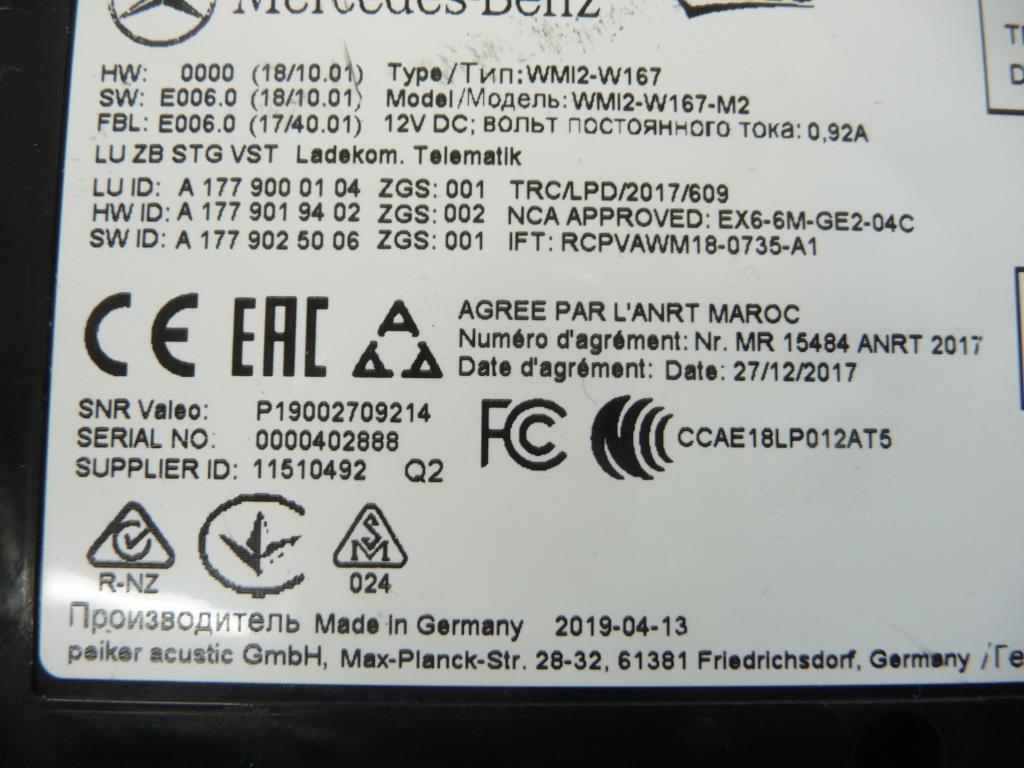 Mercedes-Benz
HW: 0000 (18/10.01) Type/Тип: WMI2-W167
SW: E006.0 (18/10.01) Model/Модель: WMI2-W167-M2
FBL: E006.0 (17/40.01) 12V DC; вольт постоянного тока: 0,92A
LU ZB STG VST Ladekom. Telematik
LU ID: A 177 900 01 04 ZGS: 001 TRC/LPD/2017/609
HW ID: A 177 901 94 02 ZGS: 002 NCA APPROVED: EX6-6M-GE2-04C
SW ID: A 177 902 50 06 ZGS: 001 IFT: RCPVAWM18-0735-A1
CE EAC AGREE PAR L'ANRT MAROC
Numéro d'agrément: Nr. MR 15484 ANRT 2017
Date d'agrément: Date: 27/12/2017
SNR Valeo: P19002709214
SERIAL NO: 0000402888
SUPPLIER ID: 11510492 Q2
FC CCAE18LP012AT5
R-NZ
SM
024
Производитель Made in Germany 2019-04-13
peiker acustic GmbH, Max-Planck-Str. 28-32, 61381 Friedrichsdorf, Germany /Ге